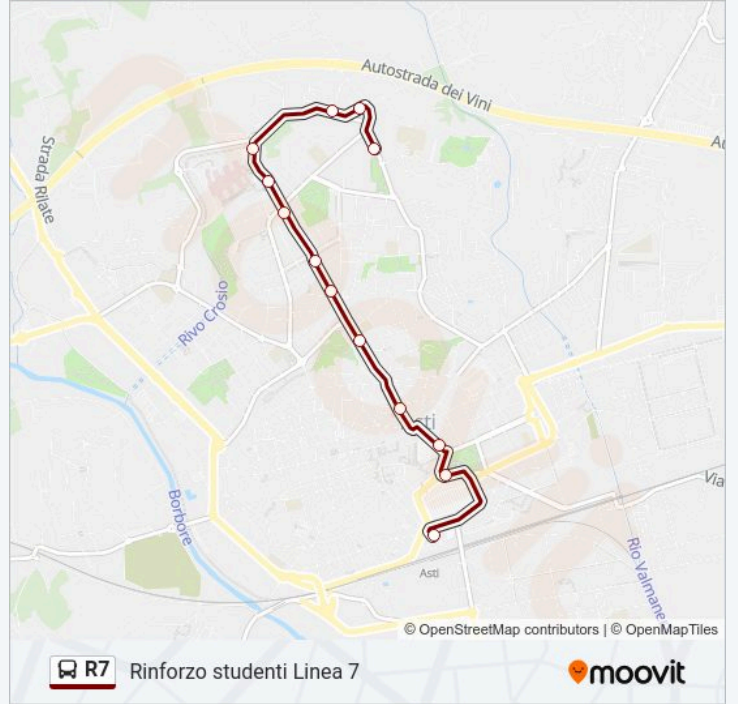 Autostrada dei Vini
Au
Strada Rilate
Rivo Crosio
sti
Borbore
Via
Asti
Rio Valmane
© OpenStreetMap contributors | © OpenMapTiles
R7 Rinforzo studenti Linea 7
moovit